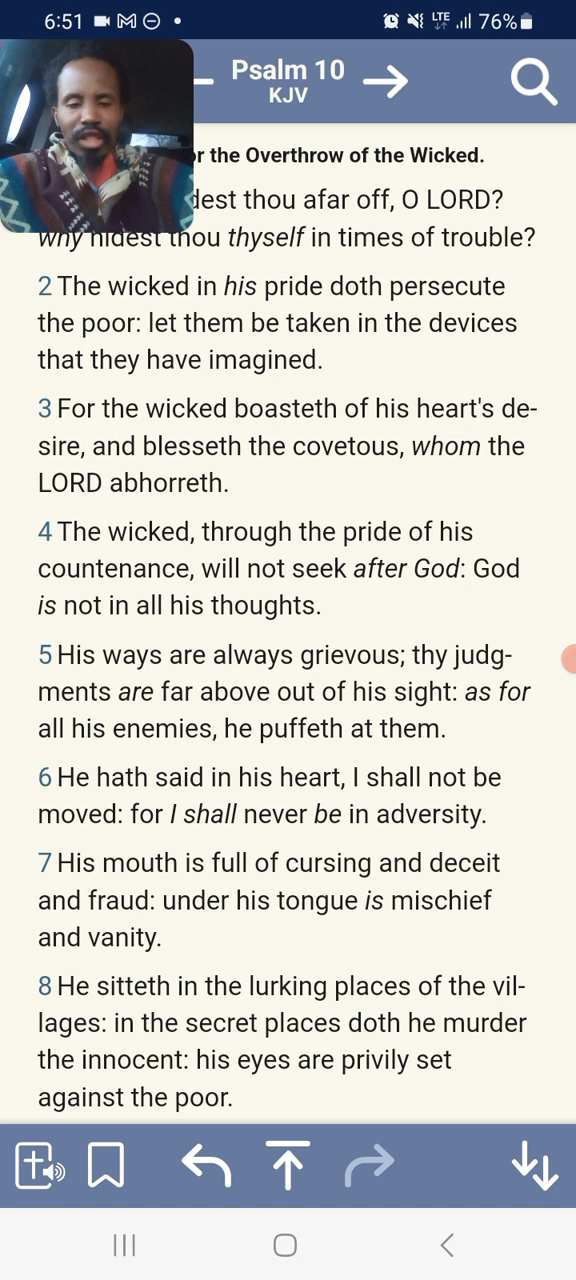 6:51
LTE
76%
Psalm 10
KJV
r the Overthrow of the Wicked.
dest thou afar off, O LORD?
why hidest thou thyself in times of trouble?
2 The wicked in his pride doth persecute
the poor: let them be taken in the devices
that they have imagined.
3 For the wicked boasteth of his heart's de-
sire, and blesseth the covetous, whom the
LORD abhorreth.
4 The wicked, through the pride of his
countenance, will not seek after God: God
is not in all his thoughts.
5 His ways are always grievous; thy judg-
ments are far above out of his sight: as for
all his enemies, he puffeth at them.
6 He hath said in his heart, I shall not be
moved: for I shall never be in adversity.
7 His mouth is full of cursing and deceit
and fraud: under his tongue is mischief
and vanity.
8 He sitteth in the lurking places of the vil-
lages: in the secret places doth he murder
the innocent: his eyes are privily set
against the poor.